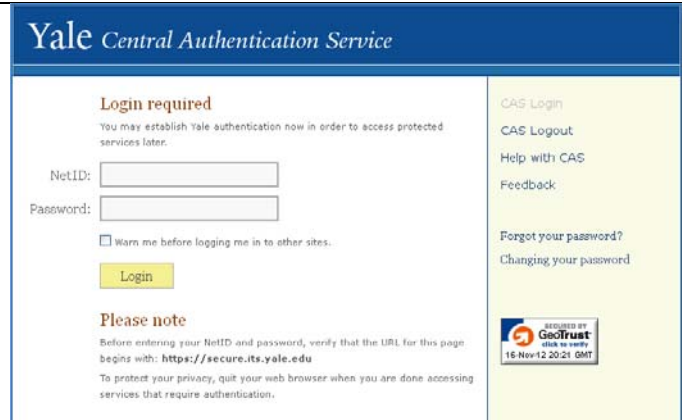 Yale Central Authentication Service
Login required
You may establish Yale authentication now in order to access protected
services later.
NetID:
Password:
Warn me before logging me in to other sites.
Login
Please note
Before entering your NetID and password, verify that the URL for this page
begins with: https://secure.its.yale.edu
To protect your privacy, quit your web browser when you are done accessing
services that require authentication.
CAS Login
CAS Logout
Help with CAS
Feedback
Forgot your password?
Changing your password
SECURED BY
GeoTrust
click to verify
16-Nov-12 20:21 GMT